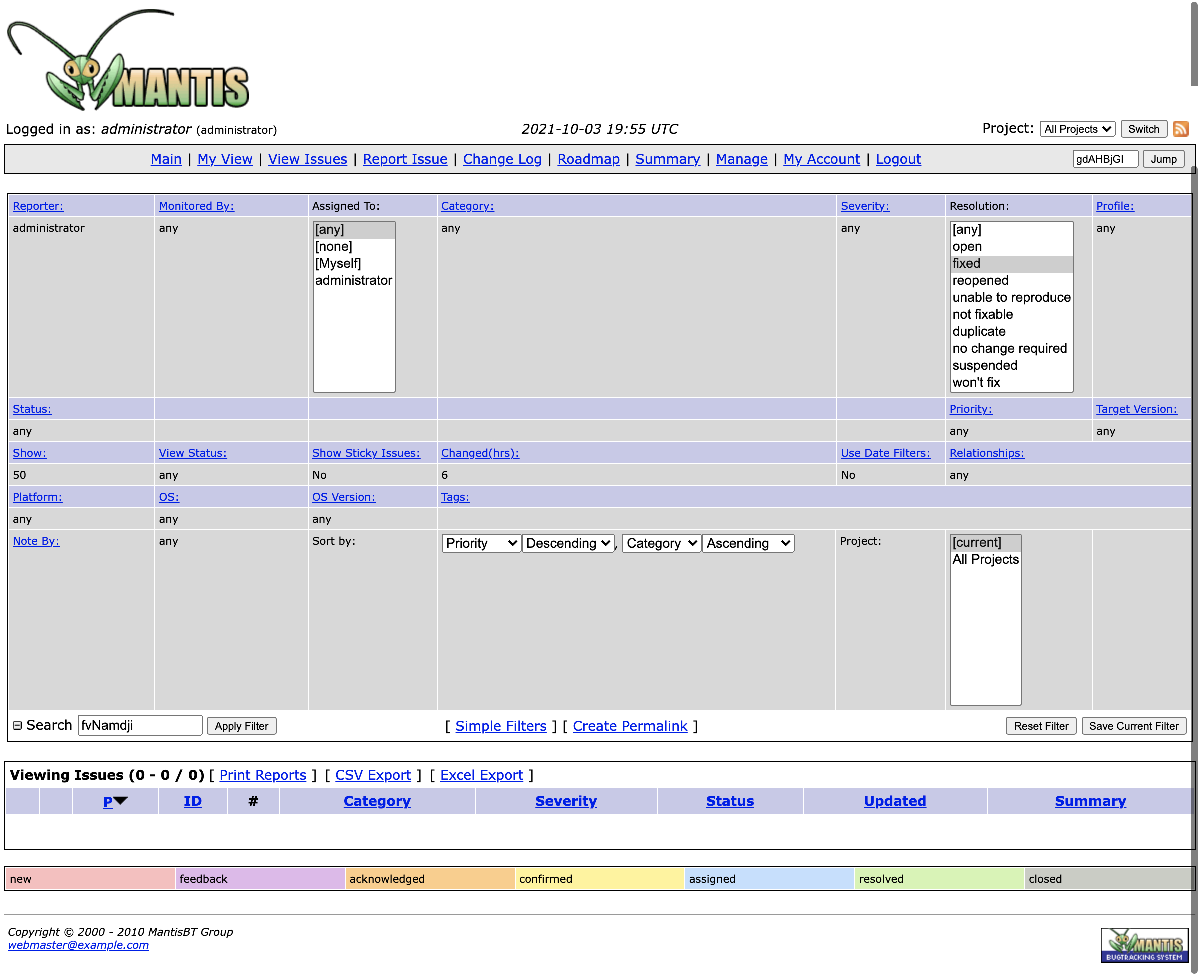 MANTIS
Logged in as: administrator (administrator) 2021-10-03 19:55 UTC Project: All Projects Switch
Main | My View | View Issues | Report Issue | Change Log | Roadmap | Summary | Manage | My Account | Logout gdAHBjGI Jump
Reporter: Monitored By: Assigned To: Category: Severity: Resolution: Profile:
administrator any [any] any any [any] any
[none] open
[Myself] fixed
administrator reopened
unable to reproduce
not fixable
duplicate
no change required
suspended
won't fix
Status: Priority: Target Version:
any any any
Show: View Status: Show Sticky Issues: Changed(hrs): Use Date Filters: Relationships:
50 any No 6 No any
Platform: OS: OS Version: Tags:
any any any
Note By: any Sort by: Priority Descending , Category Ascending Project: [current]
All Projects
Search fvNamdji Apply Filter [ Simple Filters ] [ Create Permalink ] Reset Filter Save Current Filter
Viewing Issues (0 - 0 / 0) [ Print Reports ] [ CSV Export ] [ Excel Export ]
P ID # Category Severity Status Updated Summary
new feedback acknowledged confirmed assigned resolved closed
Copyright © 2000 - 2010 MantisBT Group
webmaster@example.com
MANTIS
BUGTRACKING SYSTEM